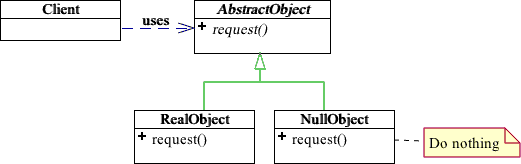 Client
uses
AbstractObject
+ request()
RealObject
+ request()
NullObject
+ request()
Do nothing